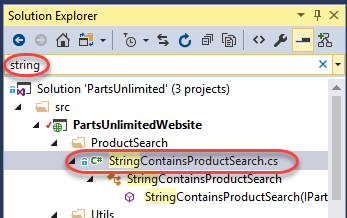 Solution Explorer
string
Solution 'PartsUnlimited' (3 projects)
src
PartsUnlimitedWebsite
ProductSearch
C# StringContainsProductSearch.cs
StringContainsProductSearch
StringContainsProductSearch(IPart
Utils